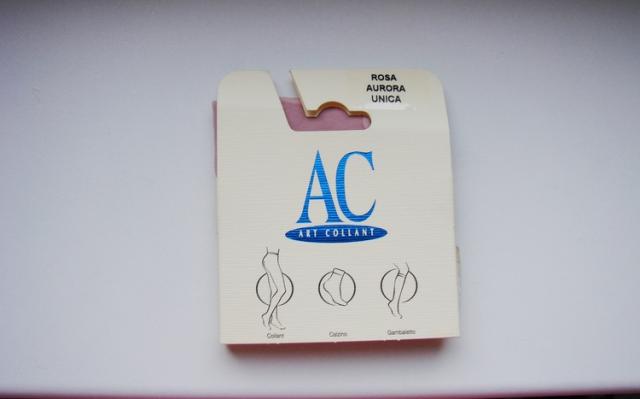 ROSA
AURORA
UNICA
AC
ART COLLANT
Collant
Calzino
Gambaletto